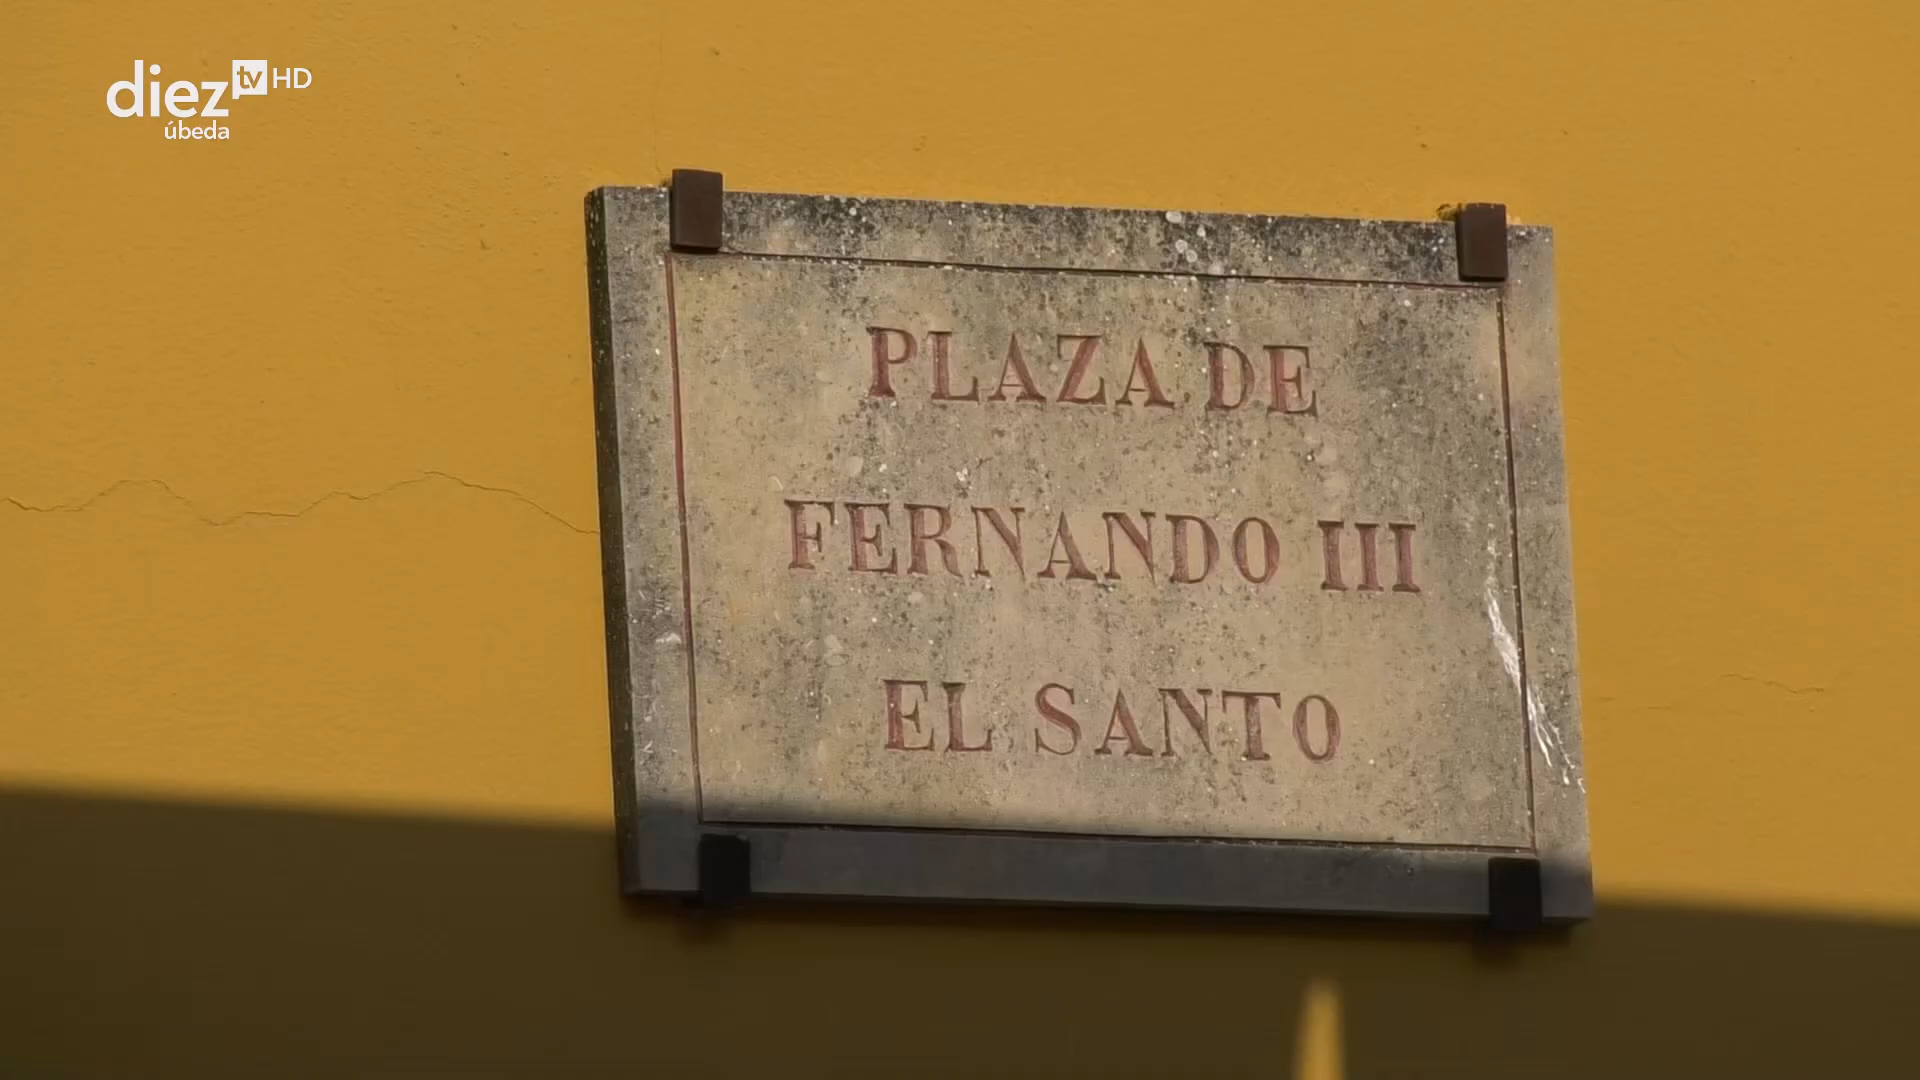 diez tv HD
úbeda
PLAZA DE
FERNANDO III
EL SANTO